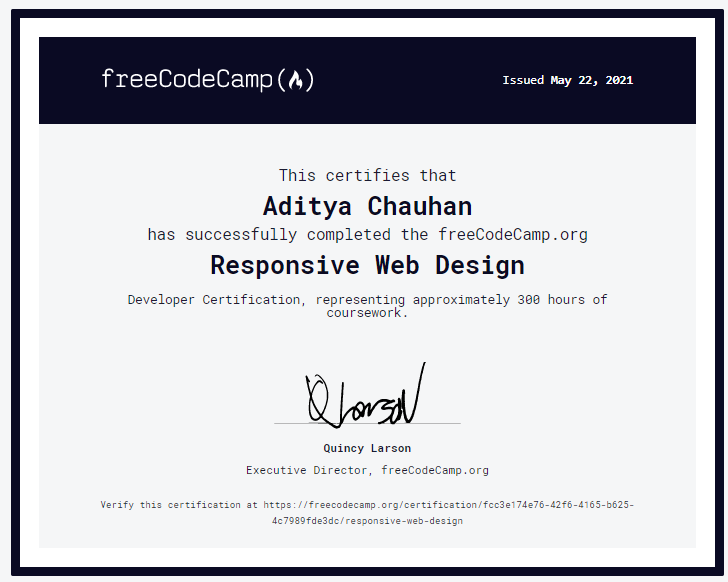 freeCodeCamp(🔥)
Issued May 22, 2021
This certifies that
Aditya Chauhan
has successfully completed the freeCodeCamp.org
Responsive Web Design
Developer Certification, representing approximately 300 hours of
coursework.
Q Larson
Quincy Larson
Executive Director, freeCodeCamp.org
Verify this certification at https://freecodecamp.org/certification/fcc3e174e76-42f6-4165-b625-
4c7989fde3dc/responsive-web-design